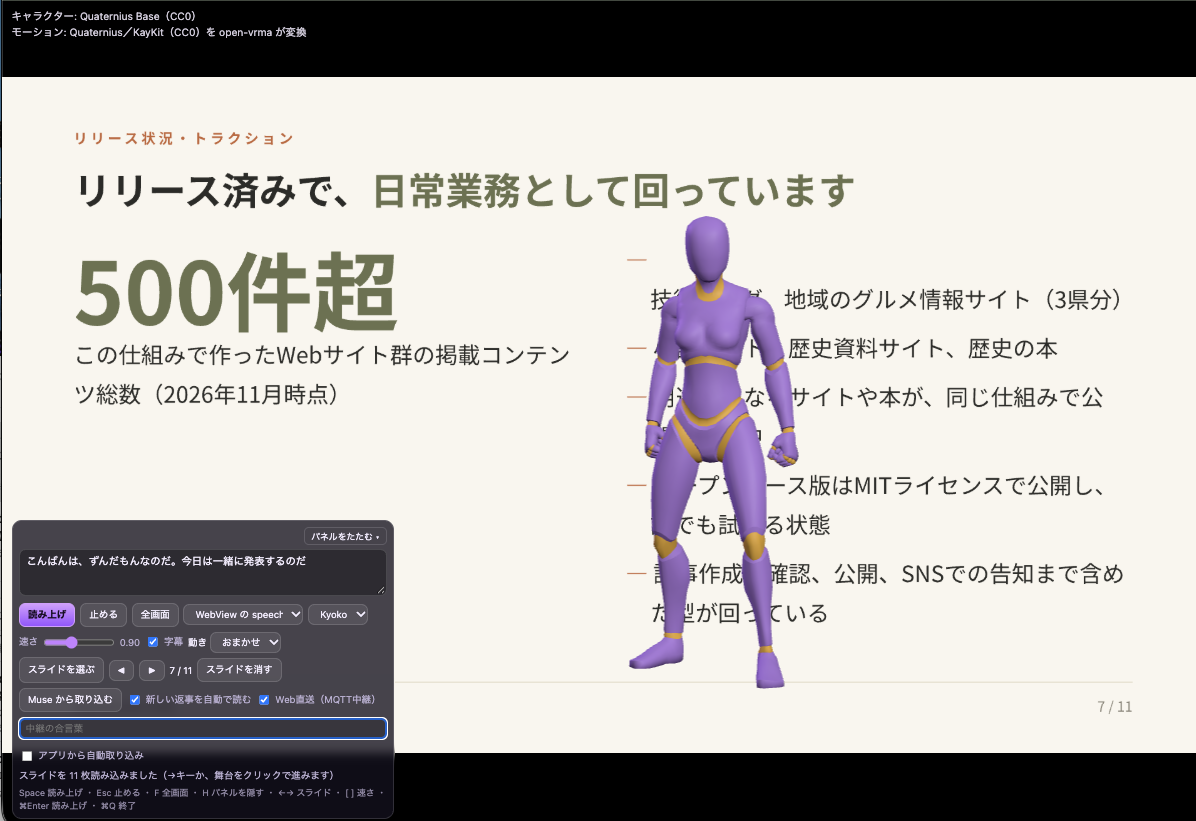 キャラクター: Quaternius Base（CC0）
モーション: Quaternius／KayKit（CC0）を open-vrma が変換
リリース状況・トラクション
リリース済みで、日常業務として回っています
500件超
この仕組みで作ったWebサイト群の掲載コンテン
ツ総数（2026年11月時点）
地域のグルメ情報サイト（3県分）
歴史資料サイト、歴史の本
サイトや本が、同じ仕組みで公
ース版はMITライセンスで公開し、
でも試 る状態
事作成 確認、公開、SNSでの告知まで含め
た型が回っている
7 / 11
パネルをたたむ ▾
こんばんは、ずんだもんなのだ。今日は一緒に発表するのだ
読み上げ 止める 全画面 WebView の speech Kyoko
速さ 0.90 字幕 動き おまかせ
スライドを選ぶ ◀ ▶ 7 / 11 スライドを消す
Muse から取り込む 新しい返事を自動で読む Web直送（MQTT中継）
中継の合言葉
アプリから自動取り込み
スライドを 11 枚読み込みました（→キーか、舞台をクリックで進みます）
Space 読み上げ ・ Esc 止める ・ F 全画面 ・ H パネルを隠す ・ ←→ スライド ・ [ ] 速さ ・
⌘Enter 読み上げ ・ ⌘Q 終了